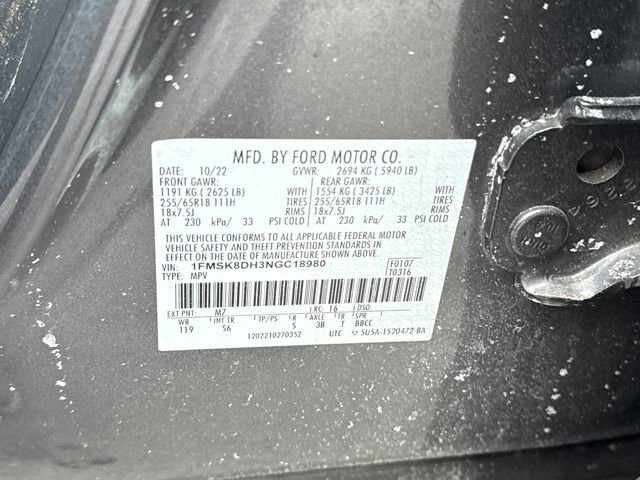 MFD. BY FORD MOTOR CO.
DATE: 10/22 GVWR: 2694 KG ( 5940 LB)
FRONT GAWR: REAR GAWR:
1191 KG ( 2625 LB) WITH 1554 KG ( 3425 LB) WITH
255/65R18 111H TIRES 255/65R18 111H TIRES
18x7.5J RIMS 18x7.5J RIMS
AT 230 kPa/ 33 PSI COLD AT 230 kPa/ 33 PSI COLD
THIS VEHICLE CONFORMS TO ALL APPLICABLE FEDERAL MOTOR
VEHICLE SAFETY AND THEFT PREVENTION STANDARDS IN EFFECT
ON THE DATE OF MANUFACTURE SHOWN ABOVE.
VIN: 1FMSK8DH3NGC18980 F0107
TYPE: MPV T0316
EXT PNT: M7 RC: 16 DSO:
WB INT TR TP/PS R AXLE TR SPR
119 S6 S 3B T BBCC
1202210270352 UTC 5U5A-1520472-BA
264